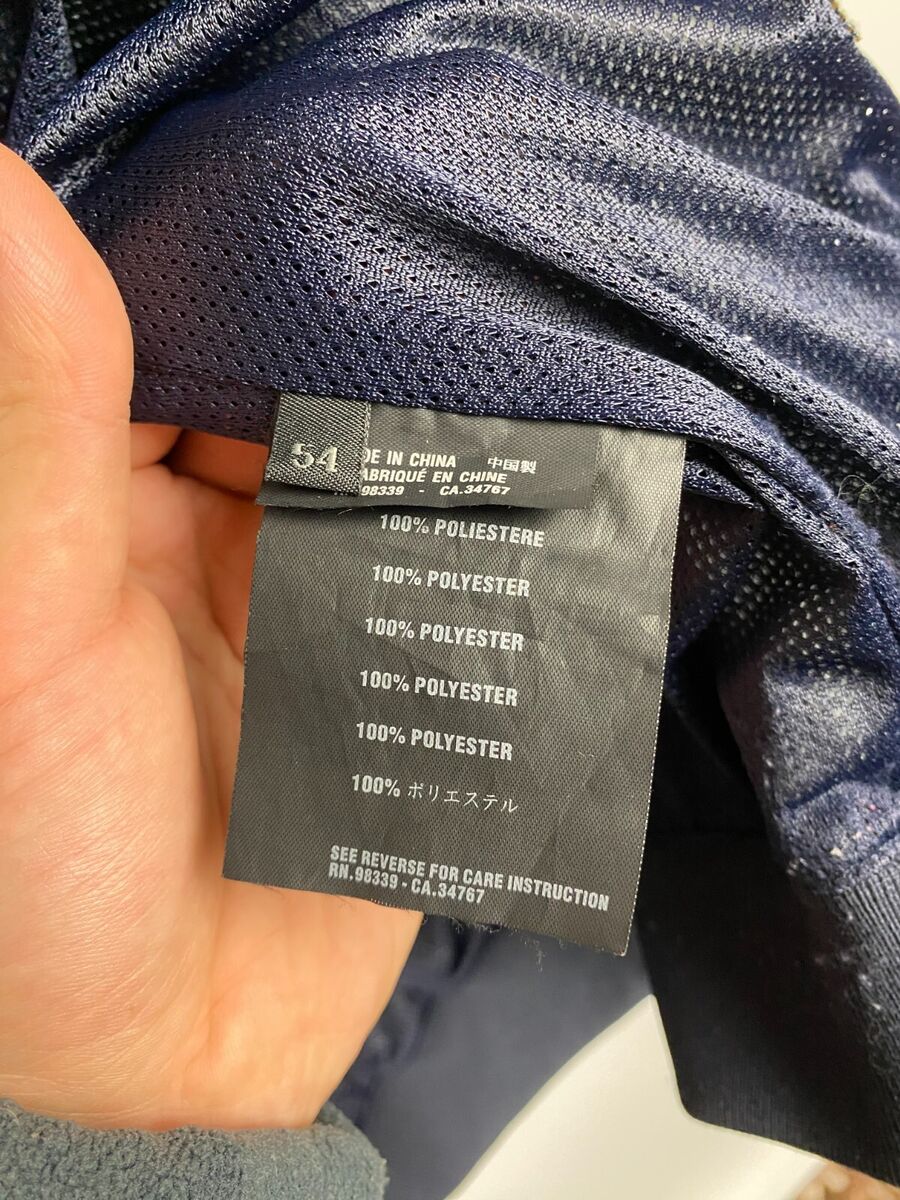 54
DE IN CHINA 中国製
ABRIQUÉ EN CHINE
RN.98339 - CA.34767
100% POLIESTERE
100% POLYESTER
100% POLYESTER
100% POLYESTER
100% POLYESTER
100% ポリエステル
SEE REVERSE FOR CARE INSTRUCTION
RN.98339 - CA.34767